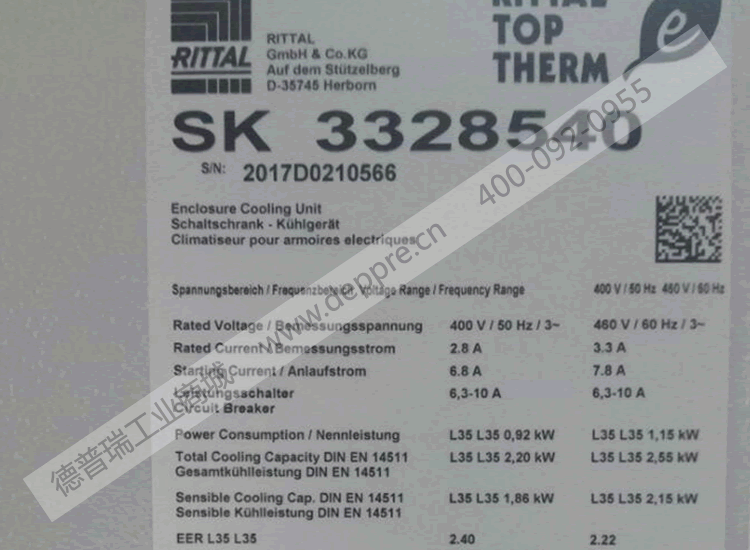 RITTAL
RITTAL
GmbH & Co.KG
Auf dem Stützelberg
D-35745 Herborn
RITTAL
TOP
THERM
e
SK 3328540
S/N: 2017D0210566
Enclosure Cooling Unit
Schaltschrank - Kühlgerät
Climatiseur pour armoires electriques
Spannungsbereich / Frequenzbereich, Voltage Range / Frequency Range 400 V / 50 Hz 460 V / 60 Hz
Rated Voltage / Bemessungsspannung 400 V / 50 Hz / 3~ 460 V / 60 Hz / 3~
Rated Current / Bemessungsstrom 2.8 A 3.3 A
Starting Current / Anlaufstrom 6.8 A 7.8 A
Leistungsschalter 6,3-10 A 6,3-10 A
Circuit Breaker
Power Consumption / Nennleistung L35 L35 0,92 kW L35 L35 1,15 kW
Total Cooling Capacity DIN EN 14511 L35 L35 2,20 kW L35 L35 2,55 kW
Gesamtkühlleistung DIN EN 14511
Sensible Cooling Cap. DIN EN 14511 L35 L35 1,86 kW L35 L35 2,15 kW
Sensible Kühlleistung DIN EN 14511
EER L35 L35 2.40 2.22
德普瑞工业商城 www.deppre.cn 400-092-0955